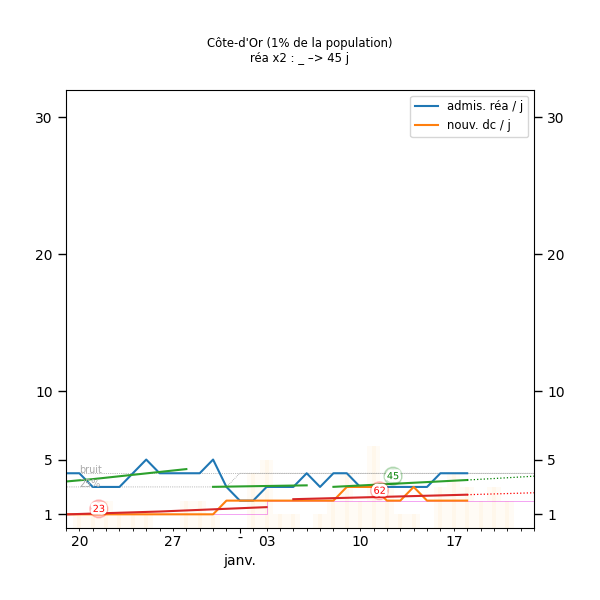 Côte-d'Or (1% de la population)
réa x2 : _ –> 45 j
admis. réa / j
nouv. dc / j
30 30
20 20
10 10
5 5
bruit
45
62
23
1 1
20 27 - 03 10 17
janv.